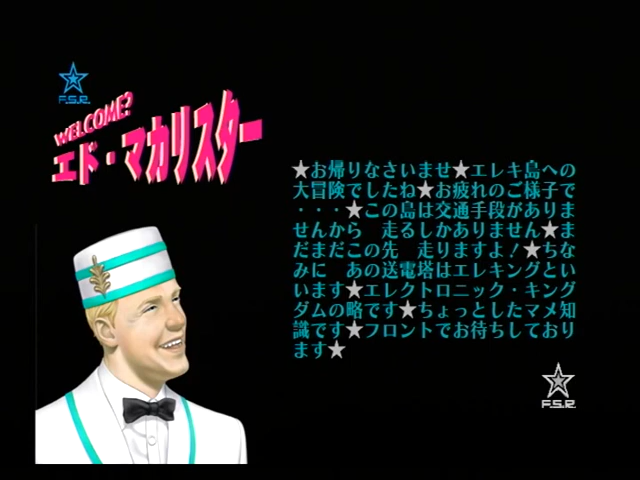 F.S.R.
WELCOME?
エド・マカリスター
★お帰りなさいませ★エレキ島への
大冒険でしたね★お疲れのご様子で
・・・★この島は交通手段がありま
せんから　走るしかありません★ま
だまだこの先　走りますよ！★ちな
みに　あの送電塔はエレキングとい
います★エレクトロニック・キング
ダムの略です★ちょっとしたマメ知
識です★フロントでお待ちしており
ます★
F.S.R.